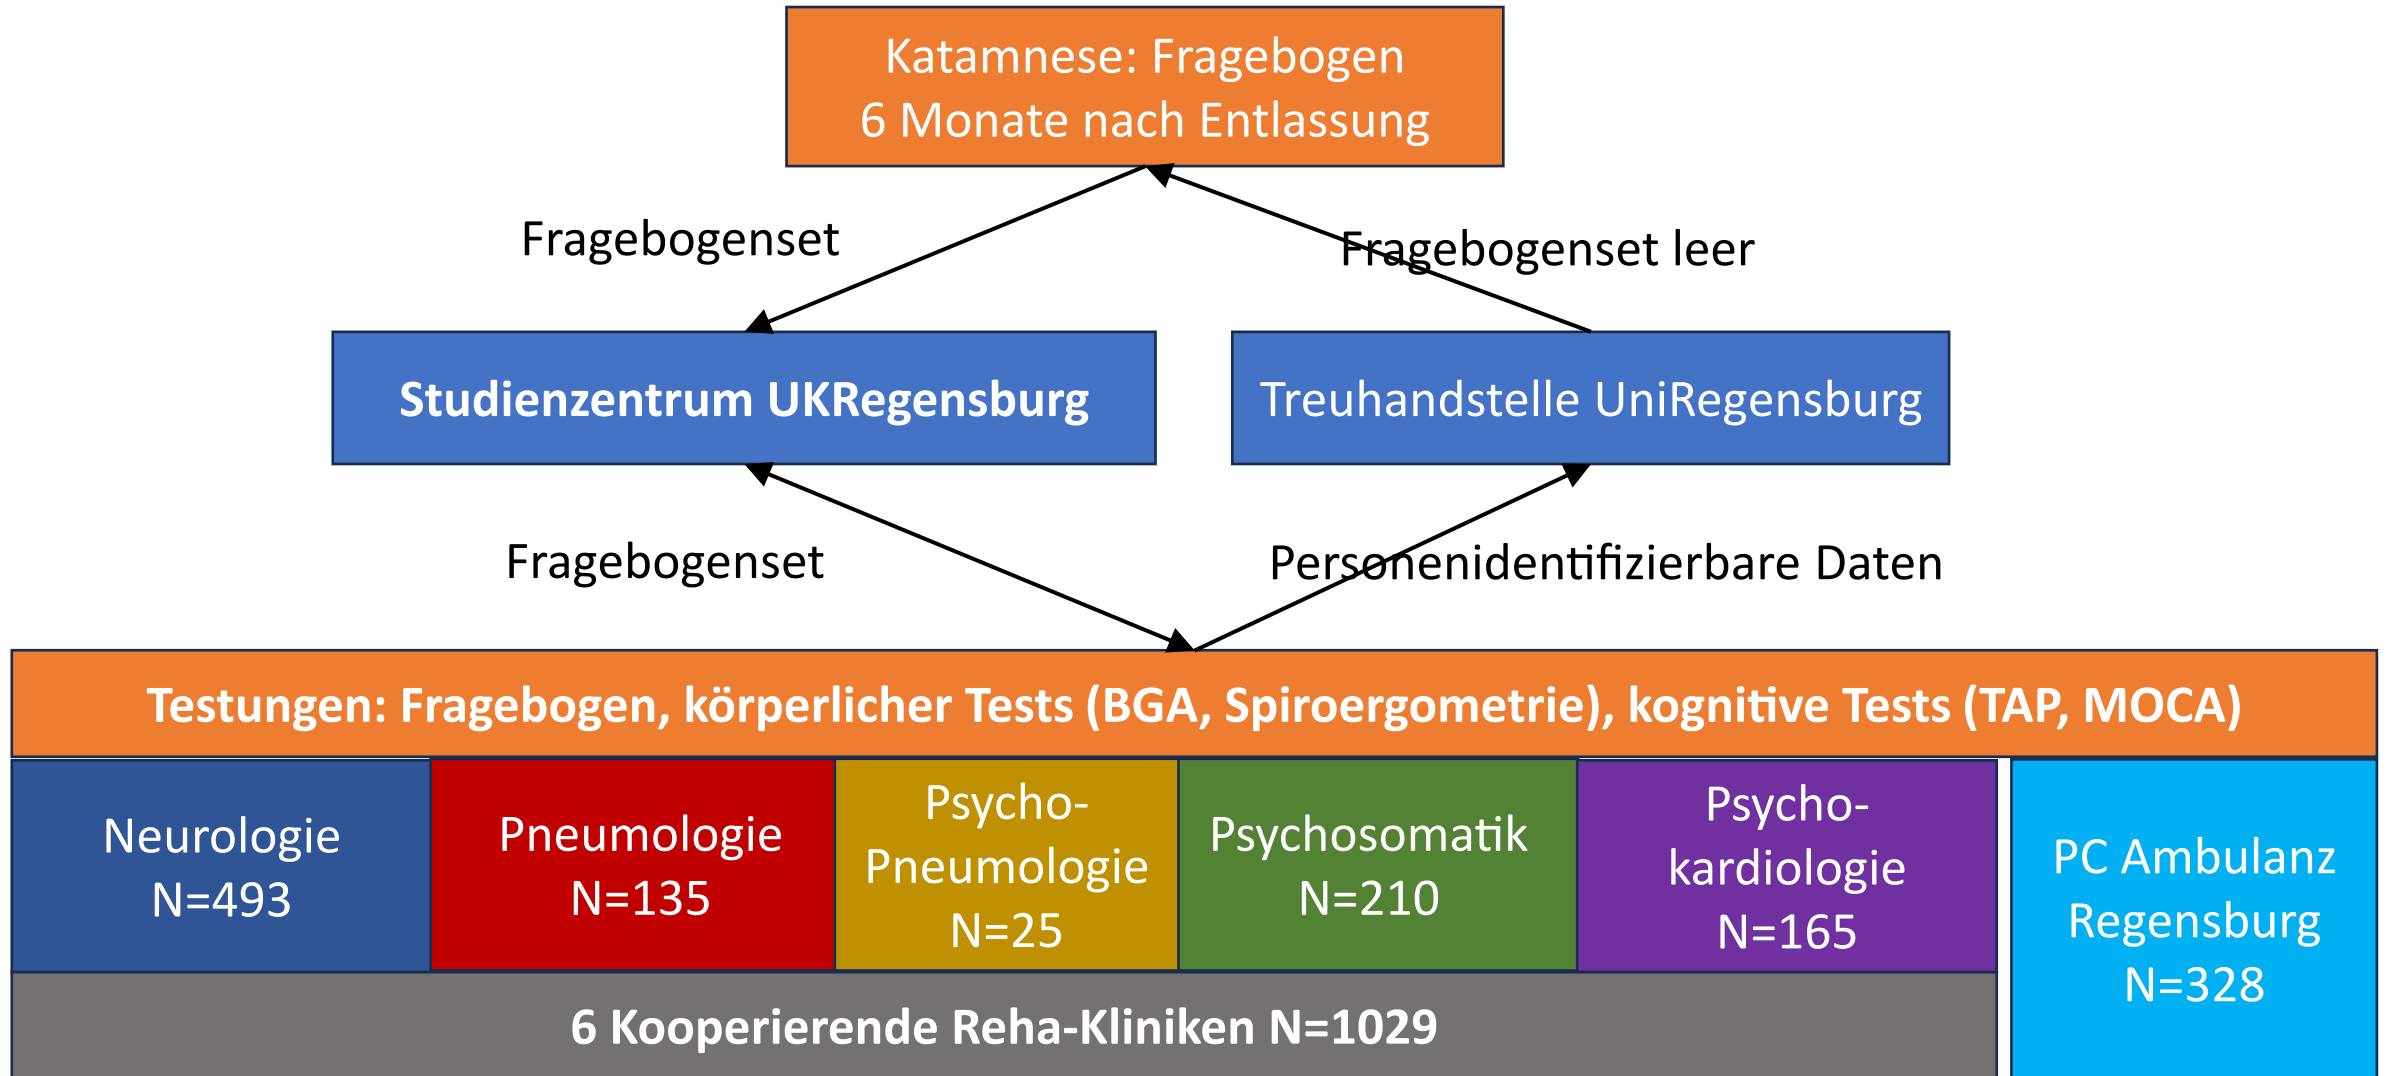 Katamnese: Fragebogen
6 Monate nach Entlassung
Fragebogenset
Fragebogenset leer
Studienzentrum UKRegensburg
Treuhandstelle UniRegensburg
Fragebogenset
Personenidentifizierbare Daten
Testungen: Fragebogen, körperlicher Tests (BGA, Spiroergometrie), kognitive Tests (TAP, MOCA)
Neurologie
N=493
Pneumologie
N=135
Psycho-
Pneumologie
N=25
Psychosomatik
N=210
Psycho-
kardiologie
N=165
PC Ambulanz
Regensburg
N=328
6 Kooperierende Reha-Kliniken N=1029